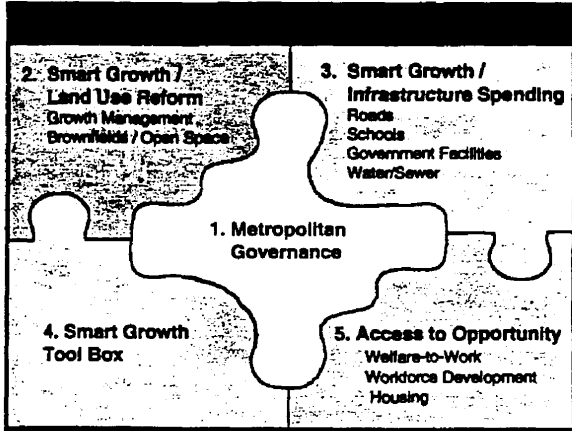 2. Smart Growth /
Land Use Reform
Growth Management
Brownfields / Open Space
3. Smart Growth /
Infrastructure Spending
Roads
Schools
Government Facilities
Water/Sewer
1. Metropolitan
Governance
4. Smart Growth
Tool Box
5. Access to Opportunity
Welfare-to-Work
Workforce Development
Housing